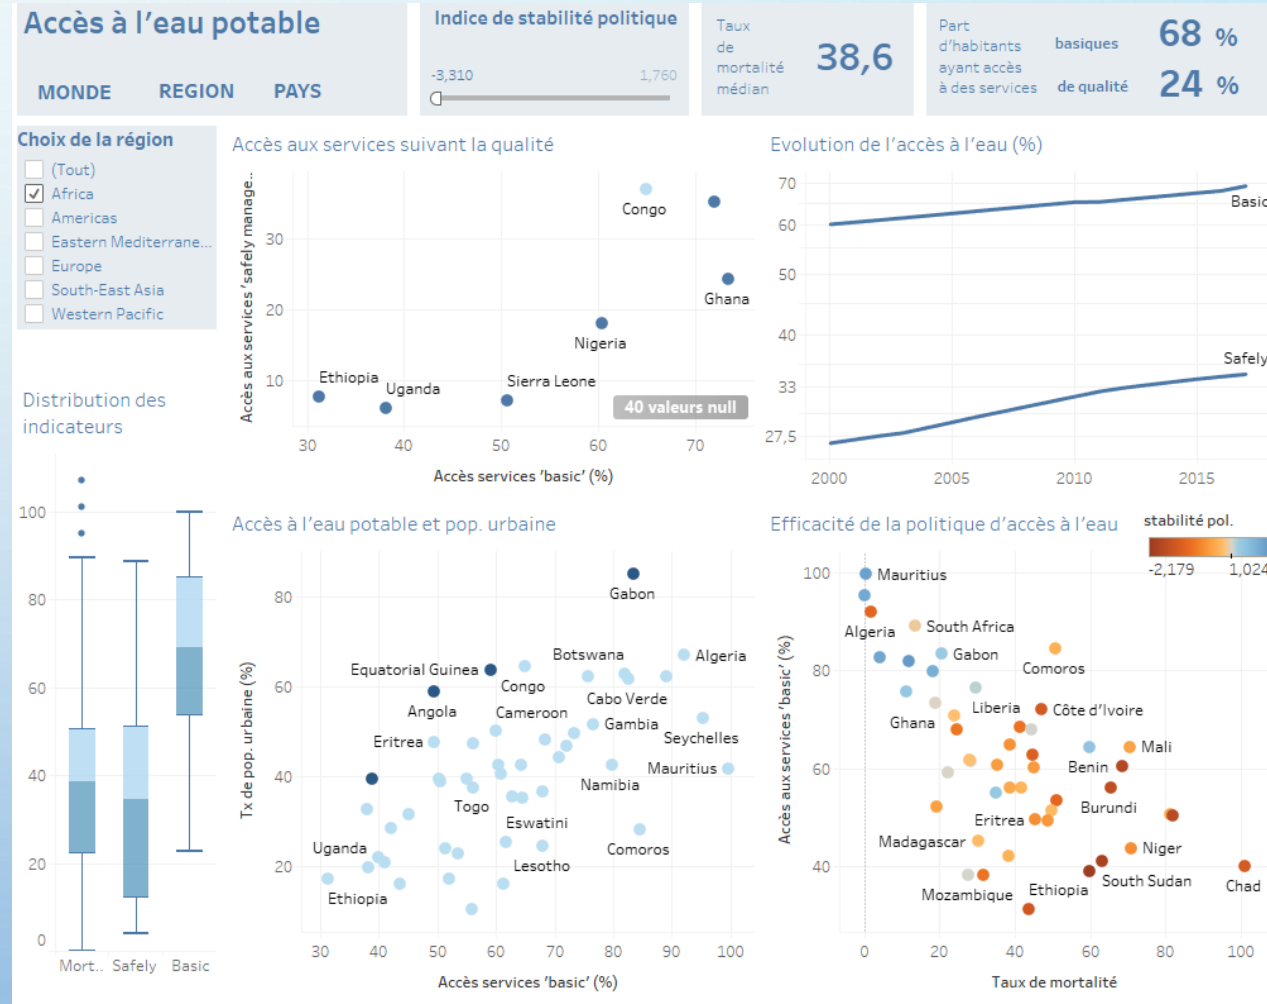 Accès à l'eau potable
MONDE REGION PAYS
Indice de stabilité politique
-3,310 1,760
Taux
de
mortalité
médian
38,6
Part
d'habitants
ayant accès
à des services
basiques 68 %
de qualité 24 %
Choix de la région
(Tout)
Africa
Americas
Eastern Mediterrane...
Europe
South-East Asia
Western Pacific
Accès aux services suivant la qualité
Accès aux services 'safely manage..
30
20
10
Congo
Ghana
Nigeria
Ethiopia
Uganda
Sierra Leone
40 valeurs null
30 40 50 60 70
Accès services 'basic' (%)
Evolution de l'accès à l'eau (%)
70
60
50
40
33
27,5
Basic
Safely
2000 2005 2010 2015
Distribution des
indicateurs
100
80
60
40
20
0
Mort.. Safely Basic
Accès à l'eau potable et pop. urbaine
Tx de pop. urbaine (%)
80
60
40
20
Gabon
Botswana
Algeria
Equatorial Guinea
Congo
Cabo Verde
Angola
Cameroon
Gambia
Eritrea
Seychelles
Mauritius
Namibia
Togo
Eswatini
Uganda
Comoros
Lesotho
Ethiopia
30 40 50 60 70 80 90 100
Accès services 'basic' (%)
Efficacité de la politique d'accès à l'eau
stabilité pol.
-2,179 1,024
Accès aux services 'basic' (%)
100
80
60
40
Mauritius
Algeria
South Africa
Gabon
Comoros
Liberia
Côte d'Ivoire
Ghana
Mali
Benin
Burundi
Eritrea
Madagascar
Niger
South Sudan
Mozambique
Ethiopia
Chad
0 20 40 60 80 100
Taux de mortalité